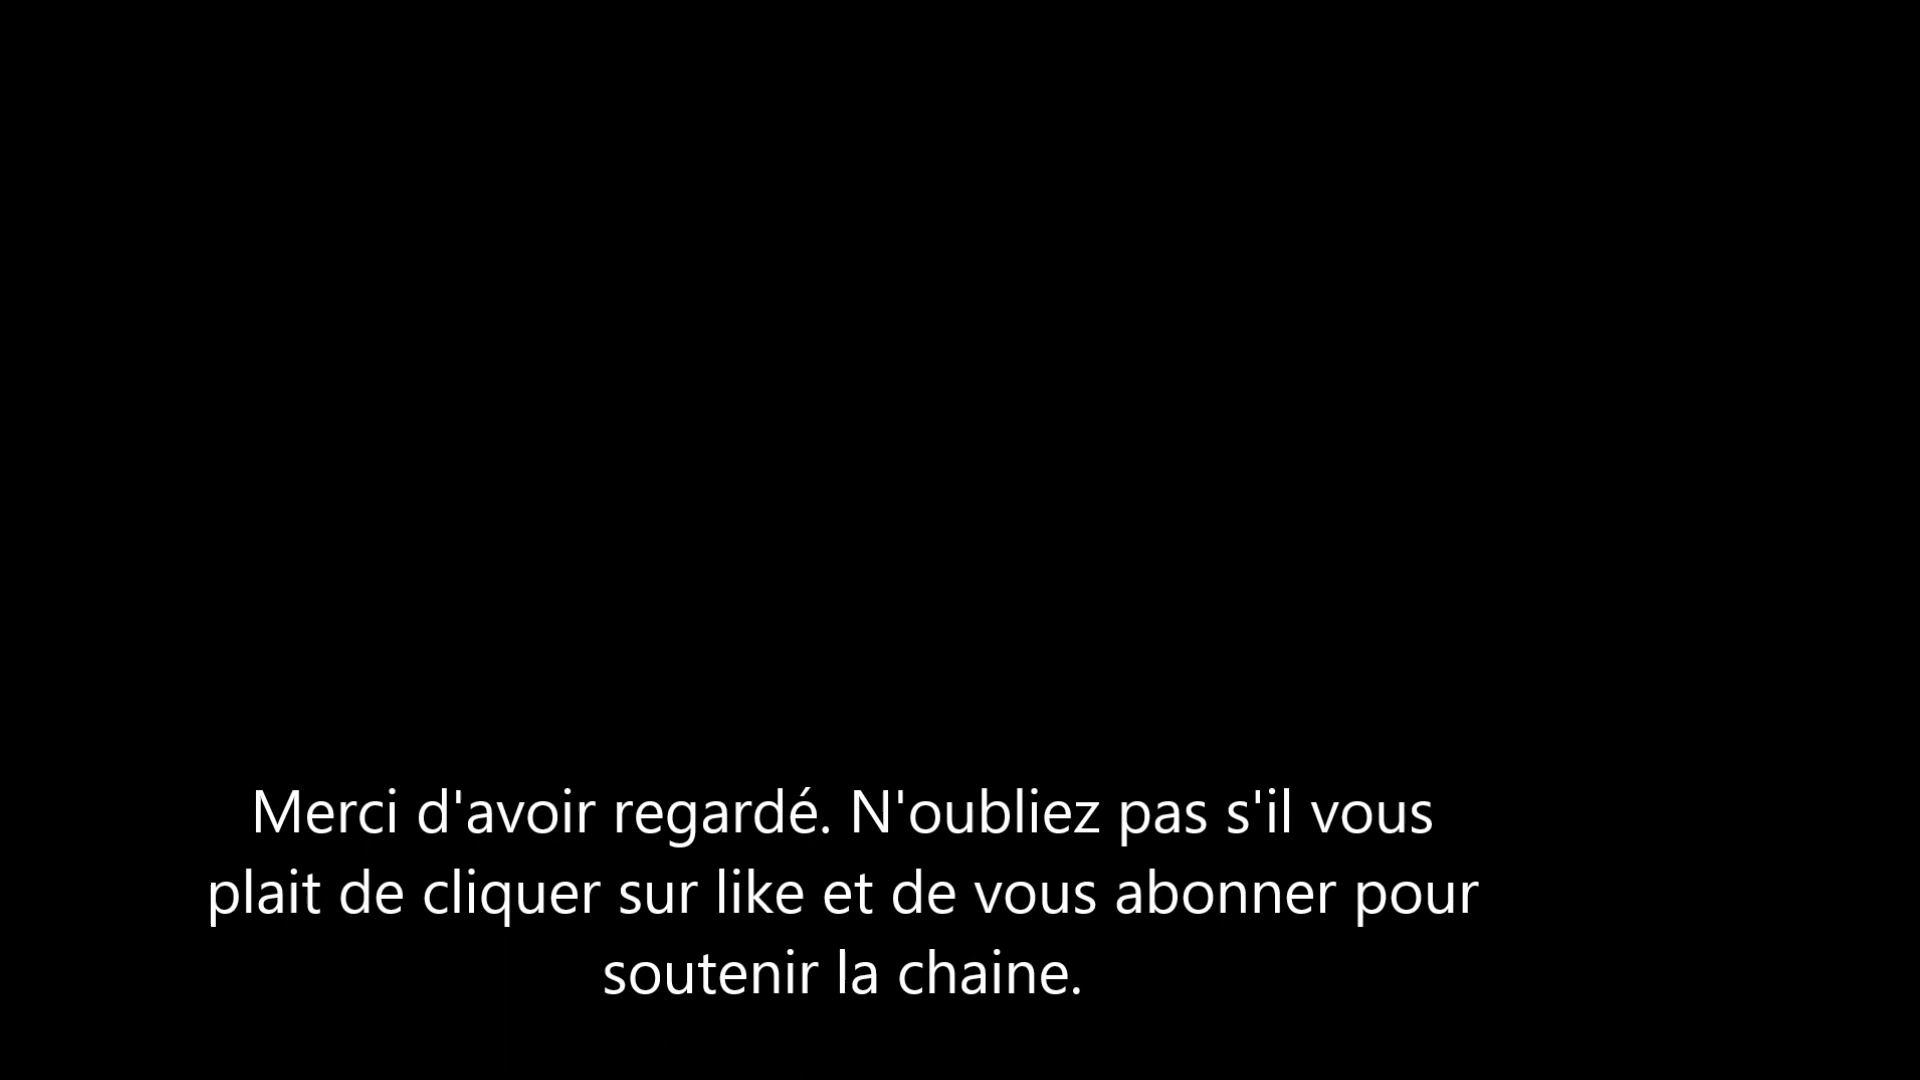 Merci d'avoir regardé. N'oubliez pas s'il vous
plait de cliquer sur like et de vous abonner pour
soutenir la chaine.